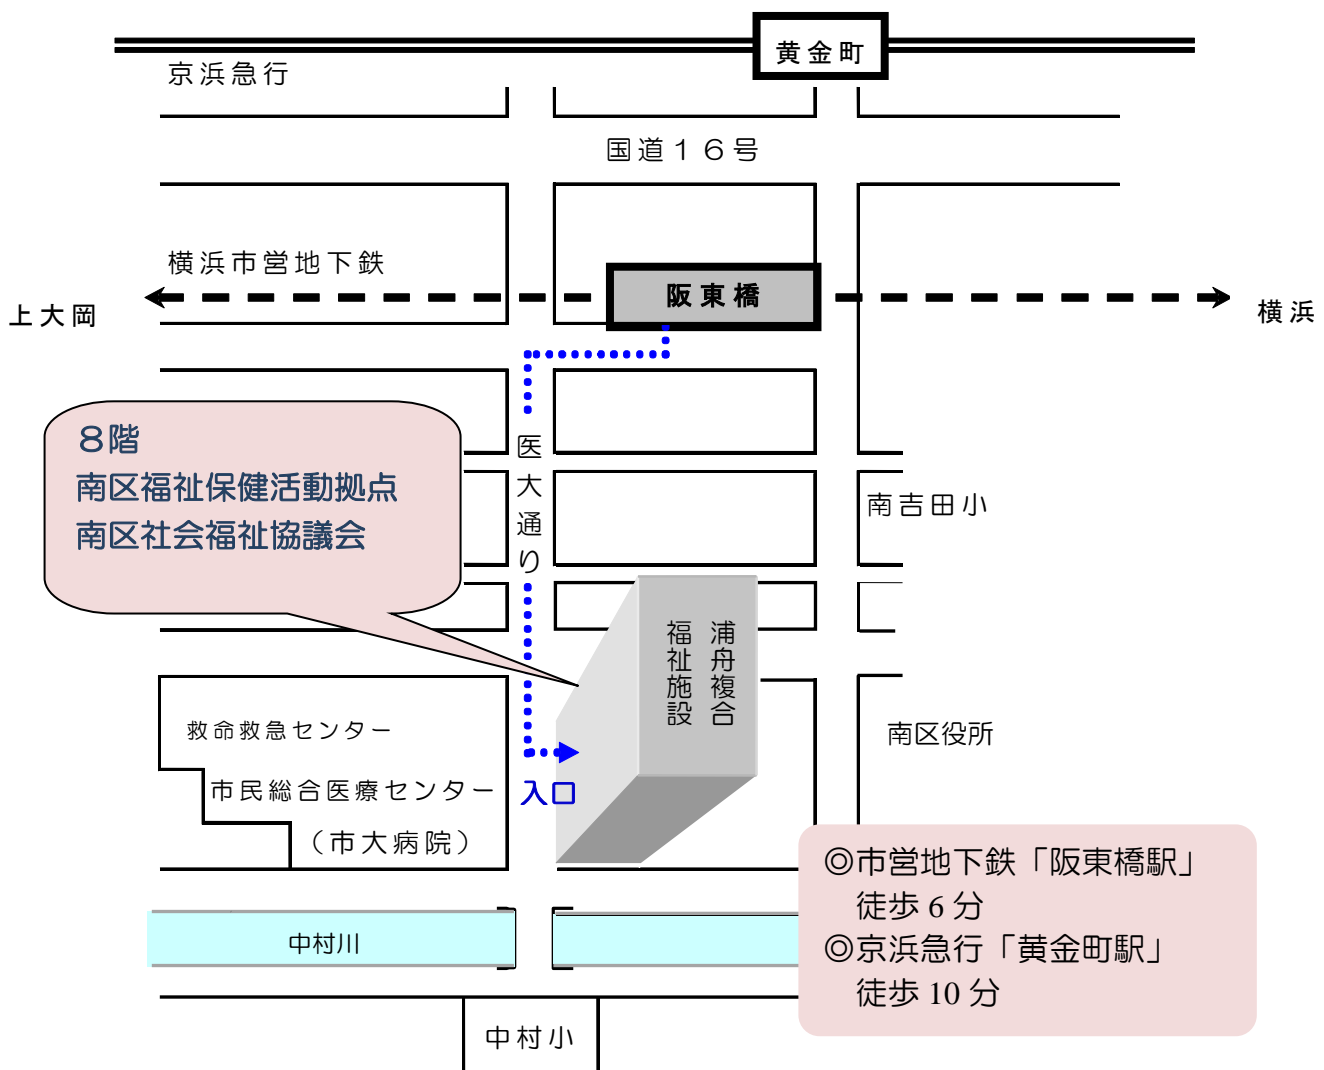 黄金町
京浜急行
国道１６号
横浜市営地下鉄
阪東橋
上大岡
横浜
8階
南区福祉保健活動拠点
南区社会福祉協議会
医大通り
南吉田小
浦舟複合
福祉施設
救命救急センター
市民総合医療センター
（市大病院）
入口
南区役所
◎市営地下鉄「阪東橋駅」
徒歩 6 分
◎京浜急行「黄金町駅」
徒歩 10 分
中村川
中村小